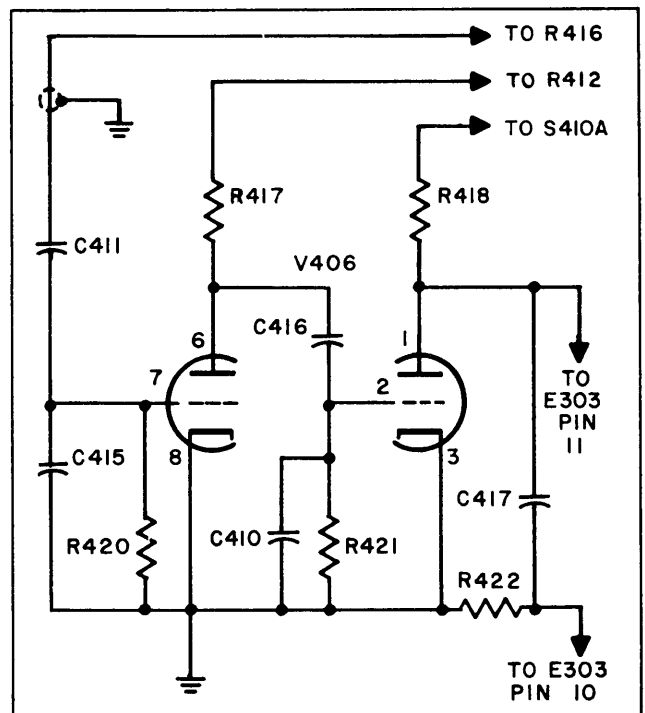 TO R416
TO R412
TO S410A
R417
R418
C411
V406
C416
6
1
7
2
TO
E303
PIN
11
8
3
C415
C417
R420
C410
R421
R422
TO E303
PIN 10